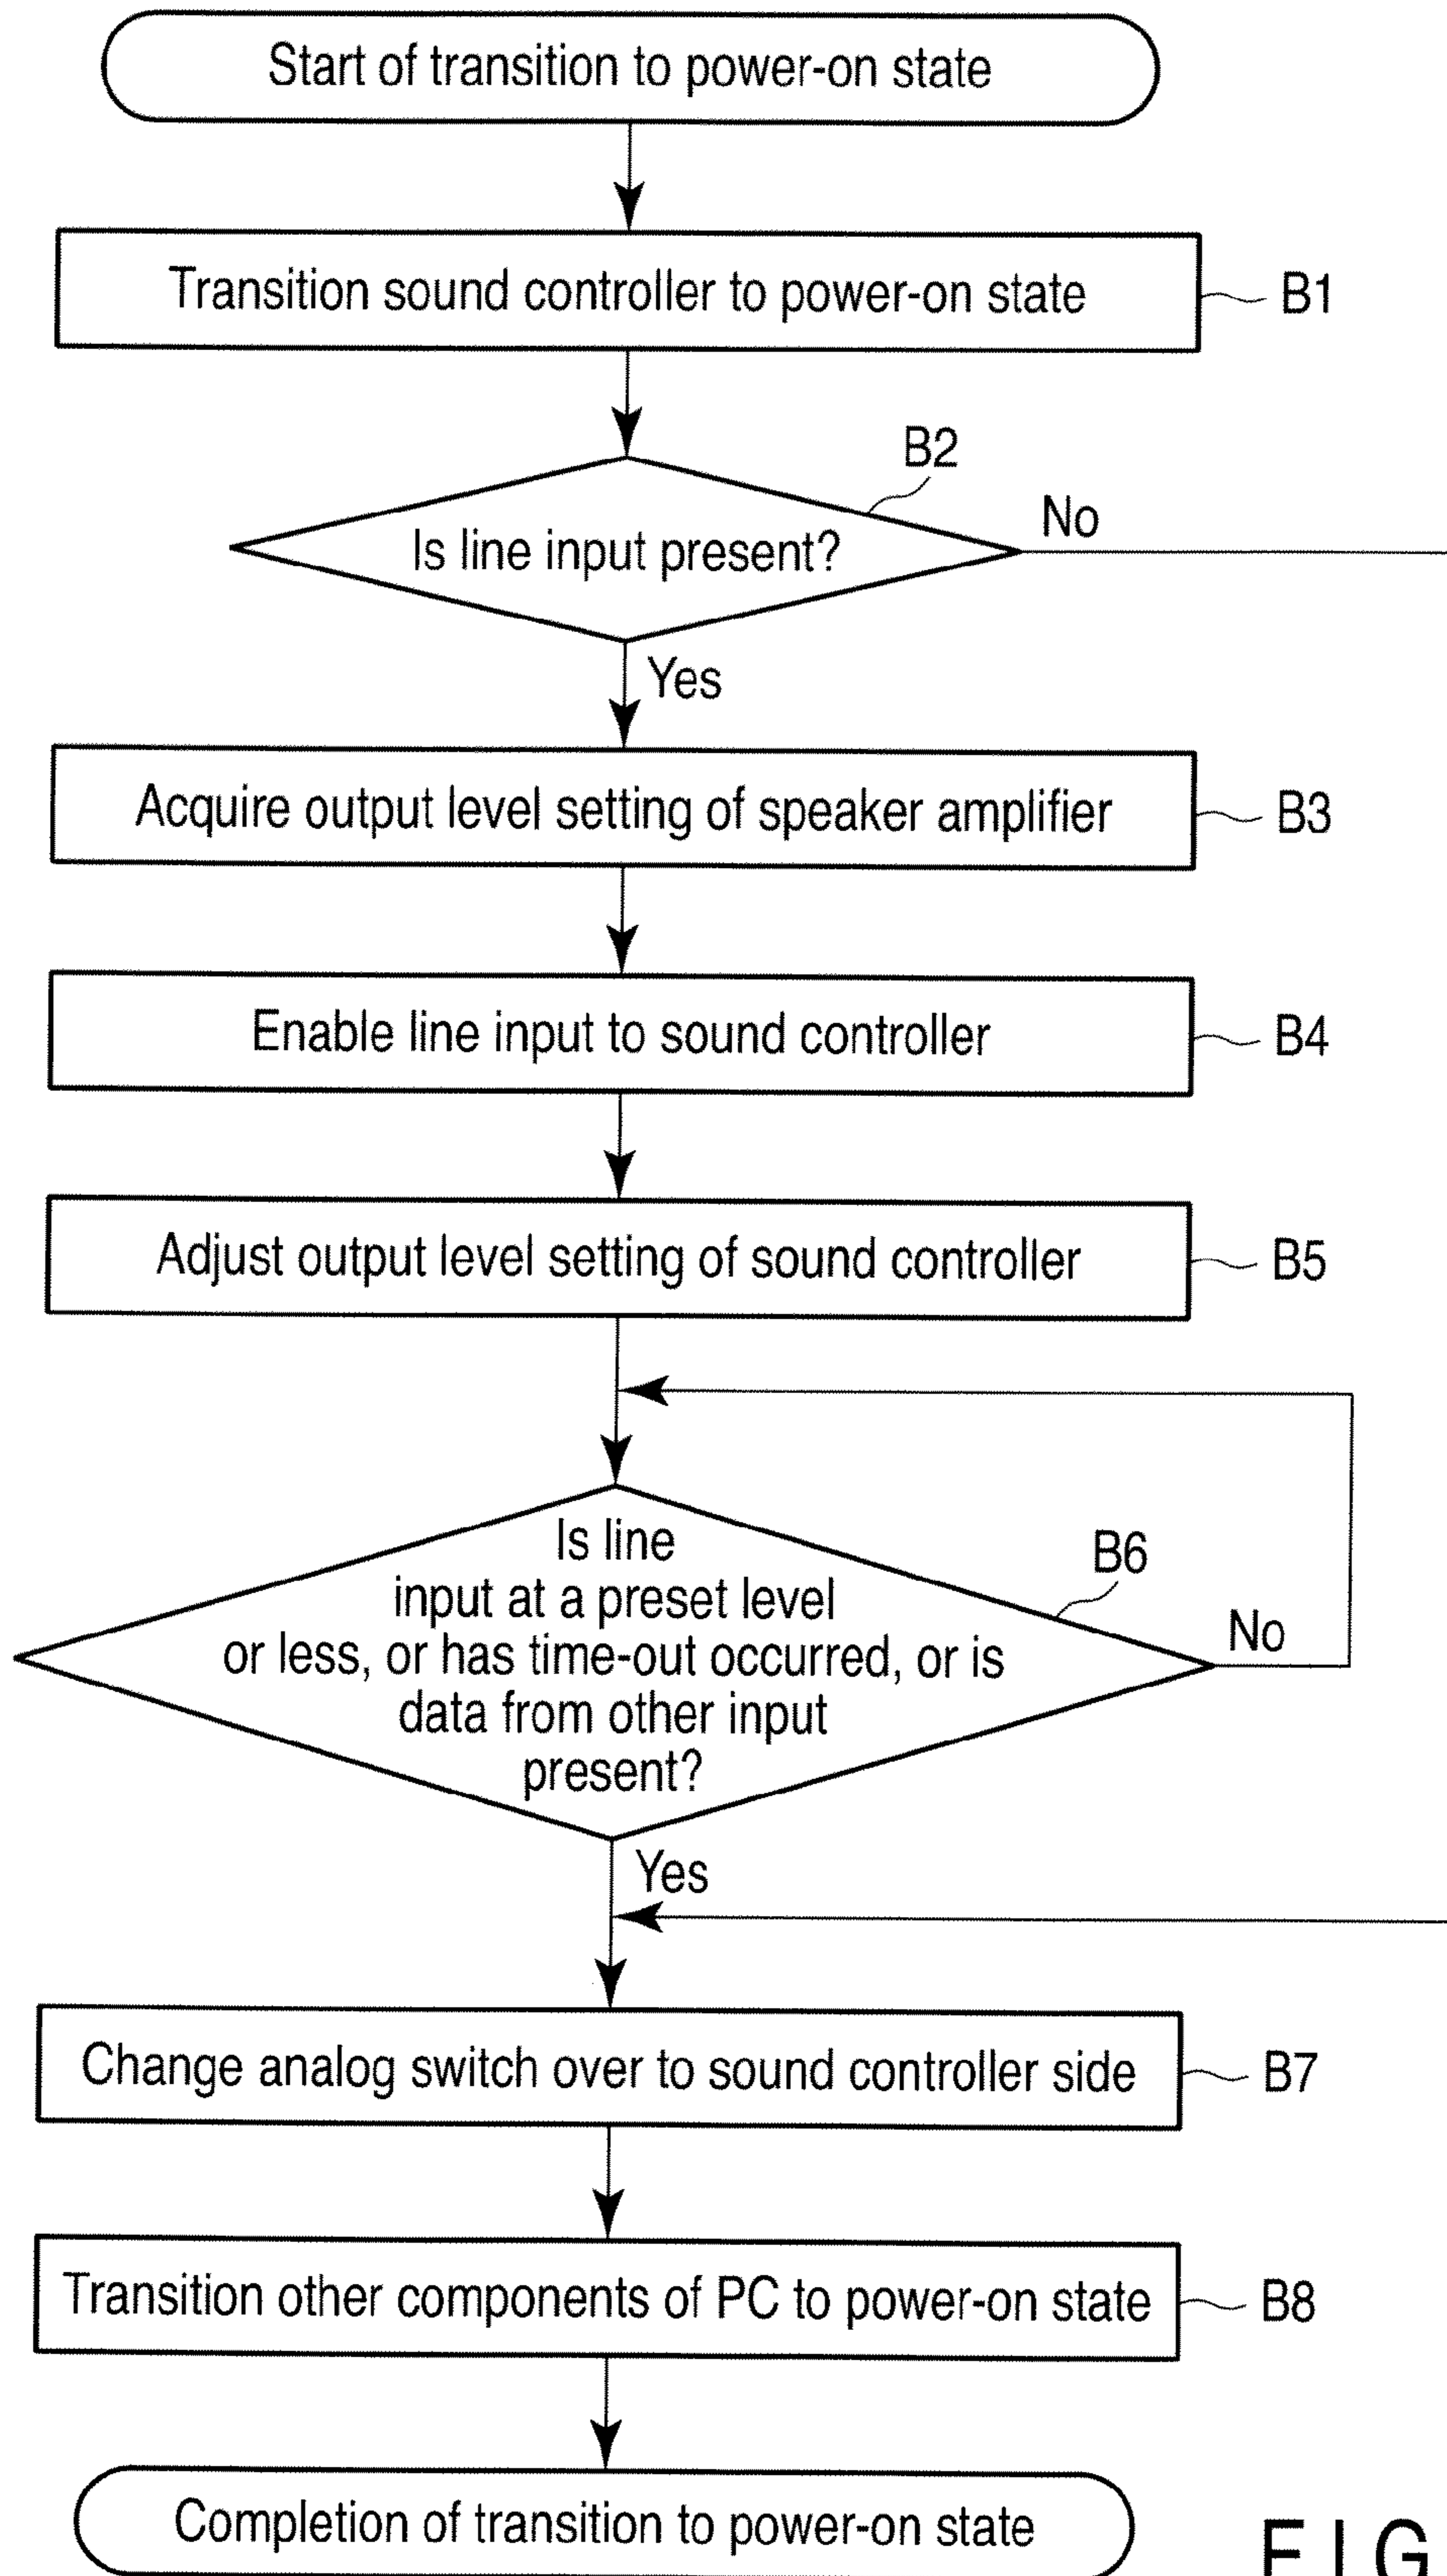 Start of transition to power-on state
Transition sound controller to power-on state
B1
B2
Is line input present?
No
Yes
Acquire output level setting of speaker amplifier
B3
Enable line input to sound controller
B4
Adjust output level setting of sound controller
B5
Is line
input at a preset level
or less, or has time-out occurred, or is
data from other input
present?
B6
No
Yes
Change analog switch over to sound controller side
B7
Transition other components of PC to power-on state
B8
Completion of transition to power-on state
FIG